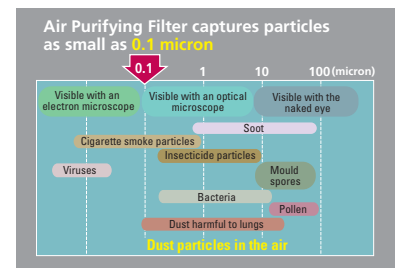 Air Purifying Filter captures particles
as small as 0.1 micron
0.1 1 10 100 (micron)
Visible with an
electron microscope
Visible with an optical
microscope
Visible with the
naked eye
Soot
Cigarette smoke particles
Insecticide particles
Viruses
Mould
spores
Bacteria
Pollen
Dust harmful to lungs
Dust particles in the air